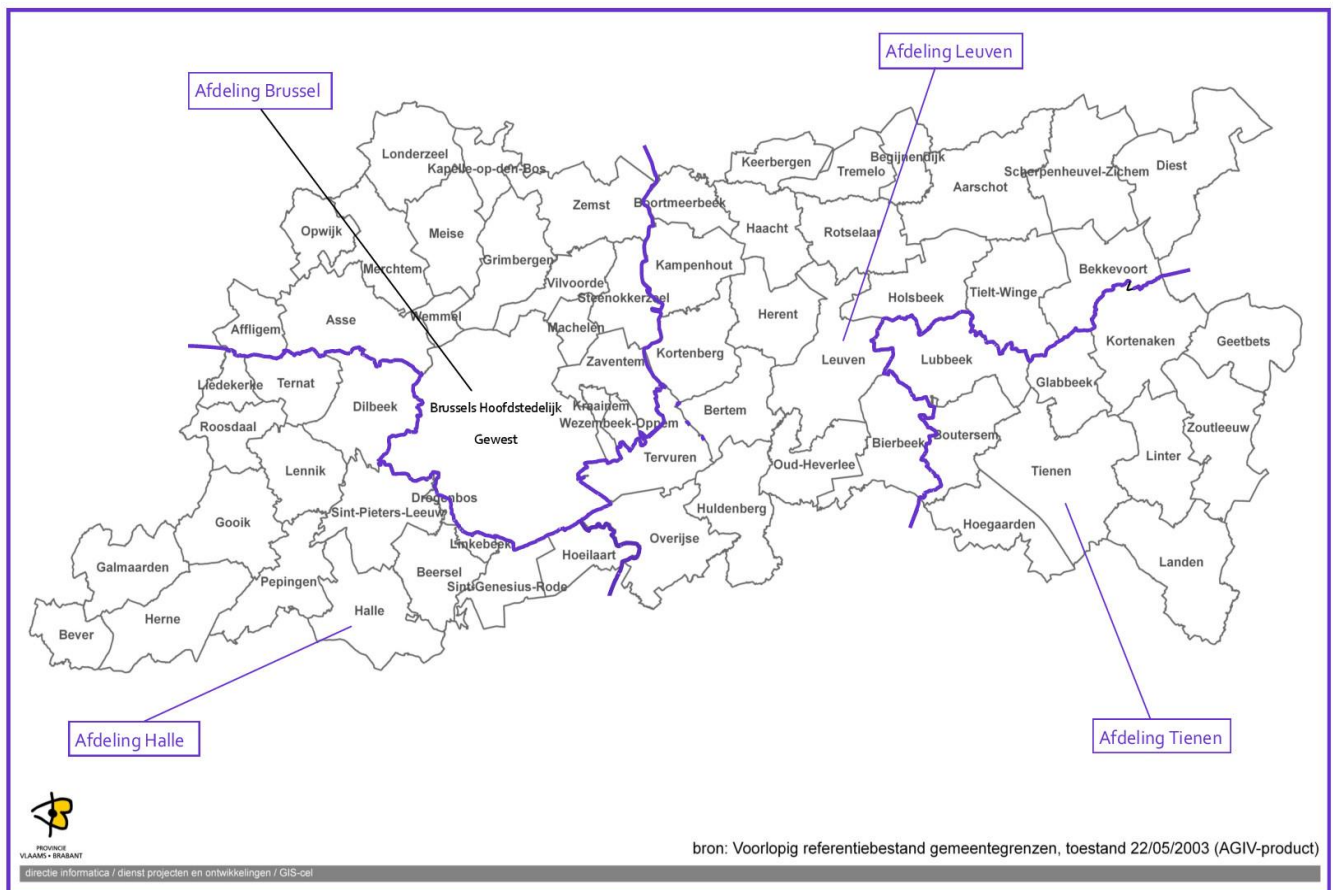 Afdeling Leuven
Afdeling Brussel
Londerzeel
Kapelle-op-den-Bos
Keerbergen
Tremelo
Begijnendijk
Aarschot
Scherpenheuvel-Zichem
Diest
Opwijk
Meise
Zemst
Boortmeerbeek
Haacht
Rotselaar
Merchtem
Grimbergen
Vilvoorde
Steenokkerzeel
Kampenhout
Bekkevoort
Affligem
Asse
Wemmel
Machelen
Herent
Holsbeek
Tielt-Winge
Zaventem
Kortenberg
Leuven
Lubbeek
Kortenaken
Geetbets
Liedekerke
Ternat
Dilbeek
Brussels Hoofdstedelijk
Gewest
Kraainem
Wezembeek-Oppem
Bertem
Glabbeek
Roosdaal
Lennik
Tervuren
Oud-Heverlee
Bierbeek
Boutersem
Tienen
Linter
Zoutleeuw
Drogenbos
Sint-Pieters-Leeuw
Gooik
Huldenberg
Hoegaarden
Overijse
Linkebeek
Hoeilaart
Galmaarden
Pepingen
Beersel
Sint-Genesius-Rode
Landen
Halle
Herne
Bever
Afdeling Halle
Afdeling Tienen
PROVINCIE
VLAAMS • BRABANT
bron: Voorlopig referentiebestand gemeentegrenzen, toestand 22/05/2003 (AGIV-product)
directie informatica / dienst projecten en ontwikkelingen / GIS-cel